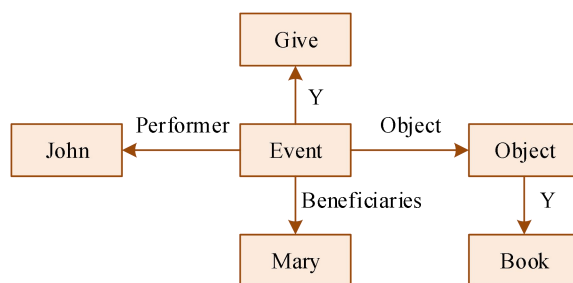 Give
Y
Performer
Object
John
Event
Object
Beneficiaries
Y
Mary
Book